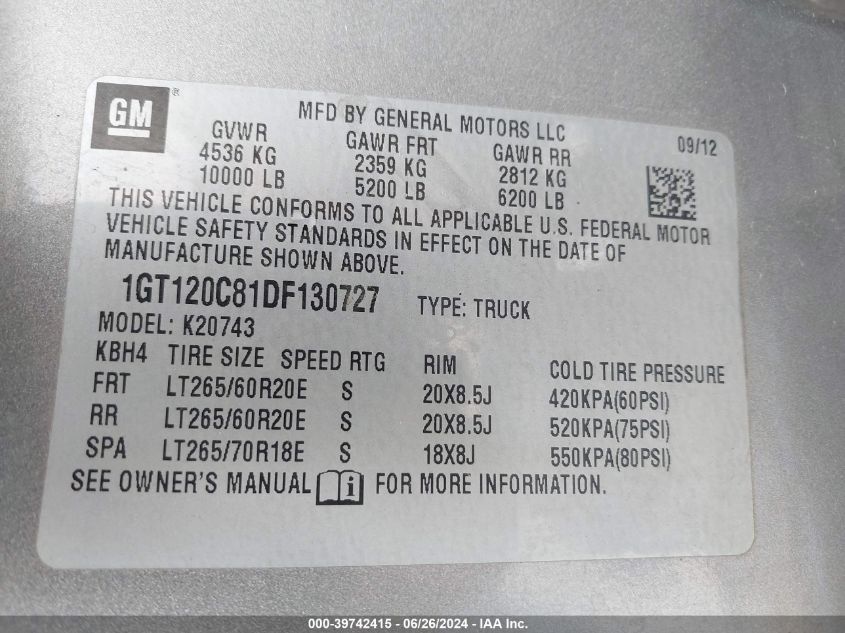 GM®
MFD BY GENERAL MOTORS LLC
09/12
GVWR GAWR FRT GAWR RR
4536 KG 2359 KG 2812 KG
10000 LB 5200 LB 6200 LB
THIS VEHICLE CONFORMS TO ALL APPLICABLE U.S. FEDERAL MOTOR
VEHICLE SAFETY STANDARDS IN EFFECT ON THE DATE OF
MANUFACTURE SHOWN ABOVE.
1GT120C81DF130727 TYPE: TRUCK
MODEL: K20743
KBH4 TIRE SIZE SPEED RTG RIM COLD TIRE PRESSURE
FRT LT265/60R20E S 20X8.5J 420KPA(60PSI)
RR LT265/60R20E S 20X8.5J 520KPA(75PSI)
SPA LT265/70R18E S 18X8J 550KPA(80PSI)
SEE OWNER'S MANUAL i FOR MORE INFORMATION.
000-39742415 - 06/26/2024 - IAA Inc.